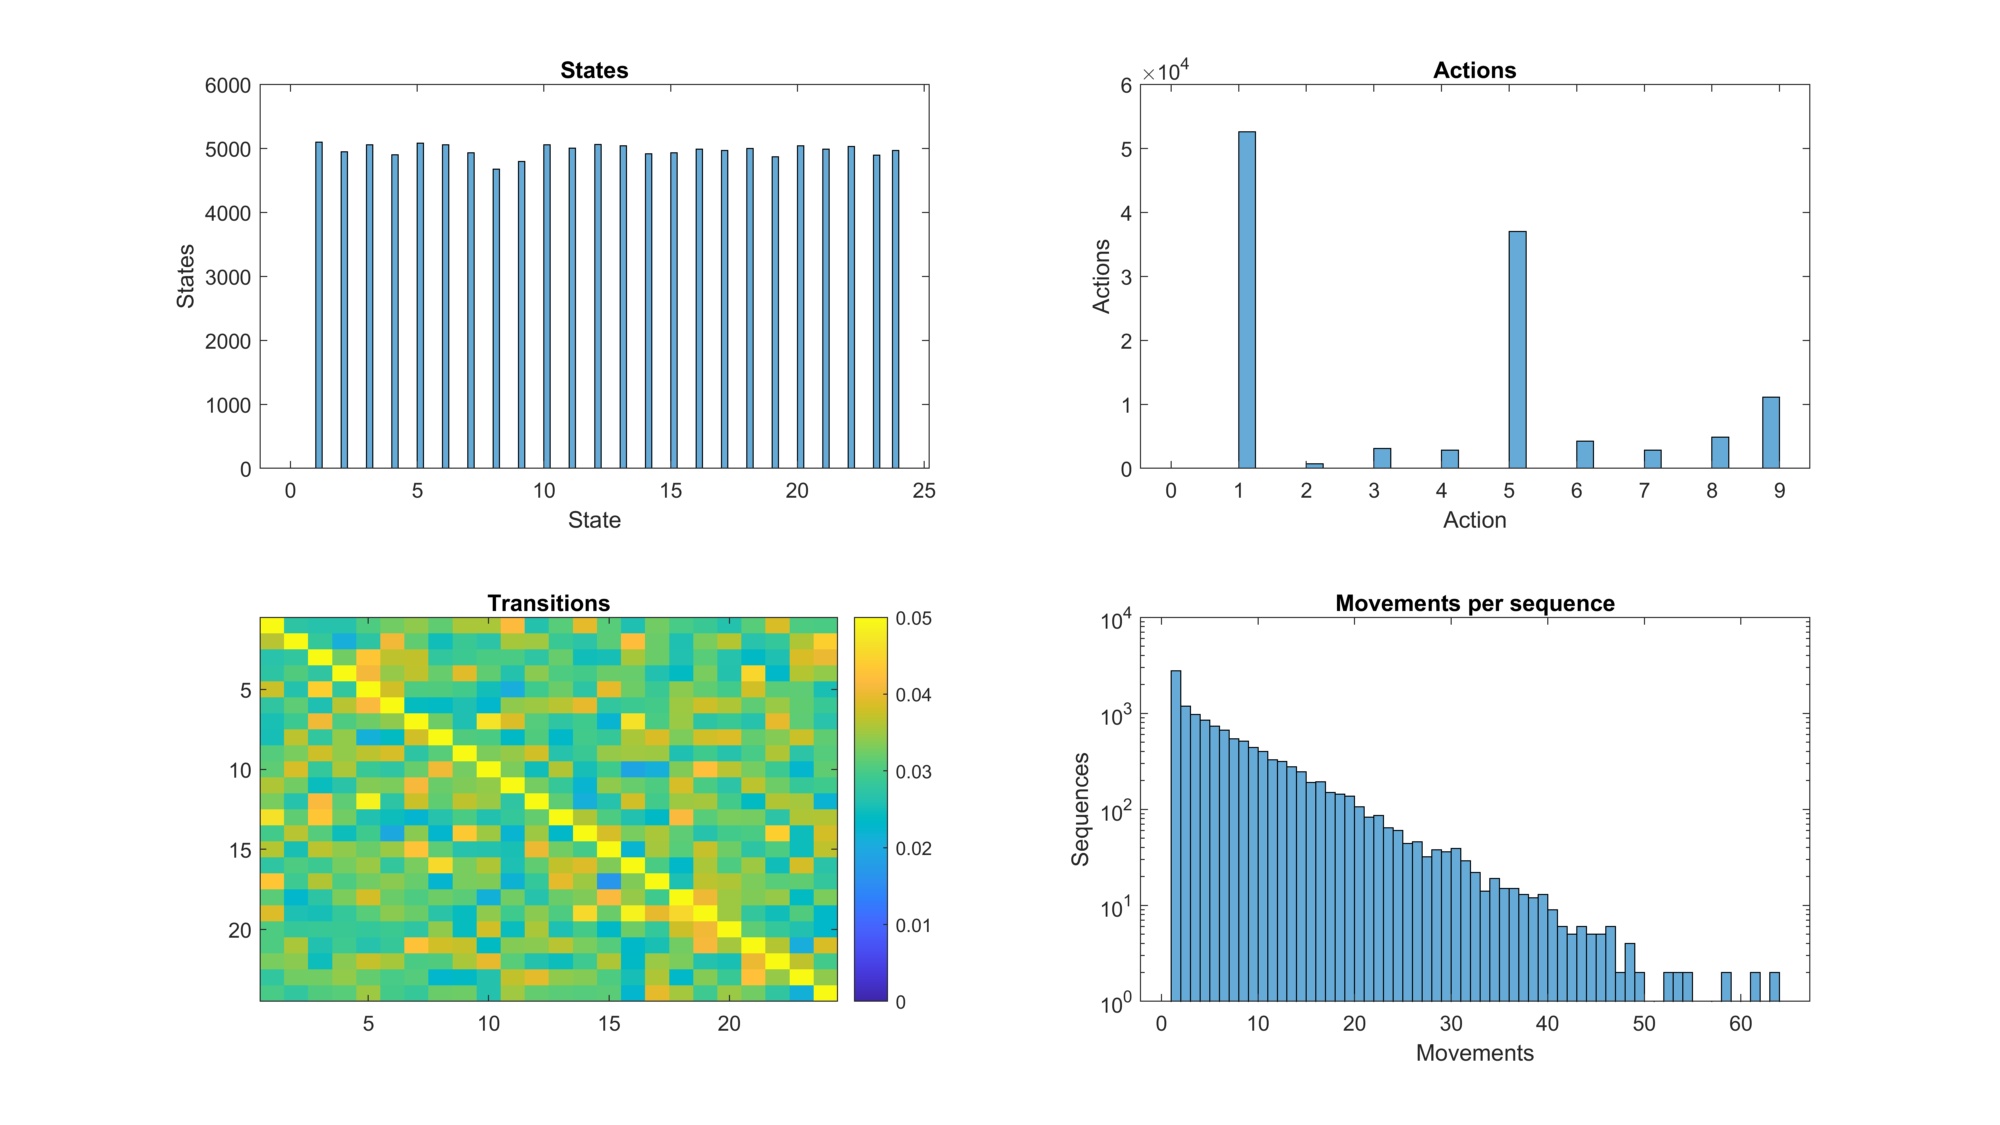 States
6000
5000
4000
3000
2000
1000
0
States
0 5 10 15 20 25
State
Actions
×10^4
6
5
4
3
2
1
0
Actions
0 1 2 3 4 5 6 7 8 9
Action
Transitions
5
10
15
20
5 10 15 20
0.05
0.04
0.03
0.02
0.01
0
Movements per sequence
10^4
10^3
10^2
10^1
10^0
Sequences
0 10 20 30 40 50 60
Movements